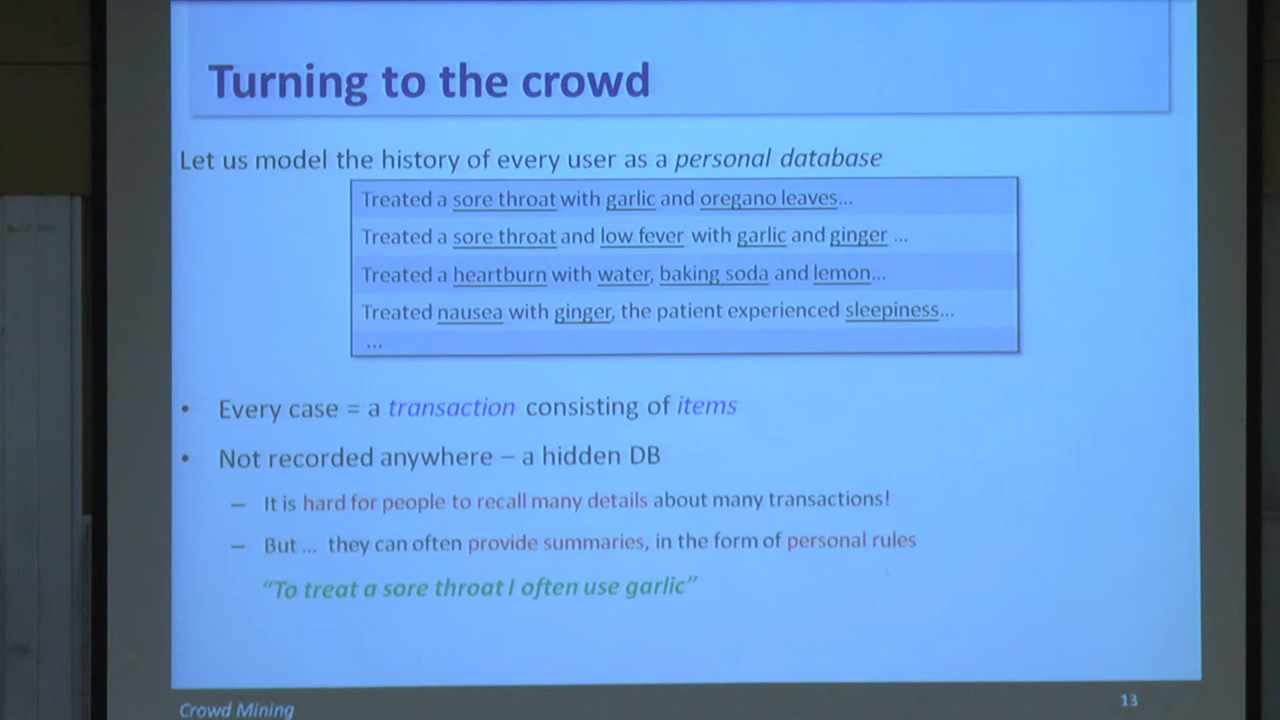 Turning to the crowd
Let us model the history of every user as a personal database
Treated a sore throat with garlic and oregano leaves...
Treated a sore throat and low fever with garlic and ginger ...
Treated a heartburn with water, baking soda and lemon...
Treated nausea with ginger, the patient experienced sleepiness...
...
• Every case = a transaction consisting of items
• Not recorded anywhere – a hidden DB
– It is hard for people to recall many details about many transactions!
– But ... they can often provide summaries, in the form of personal rules
“To treat a sore throat I often use garlic”
Crowd Mining
13